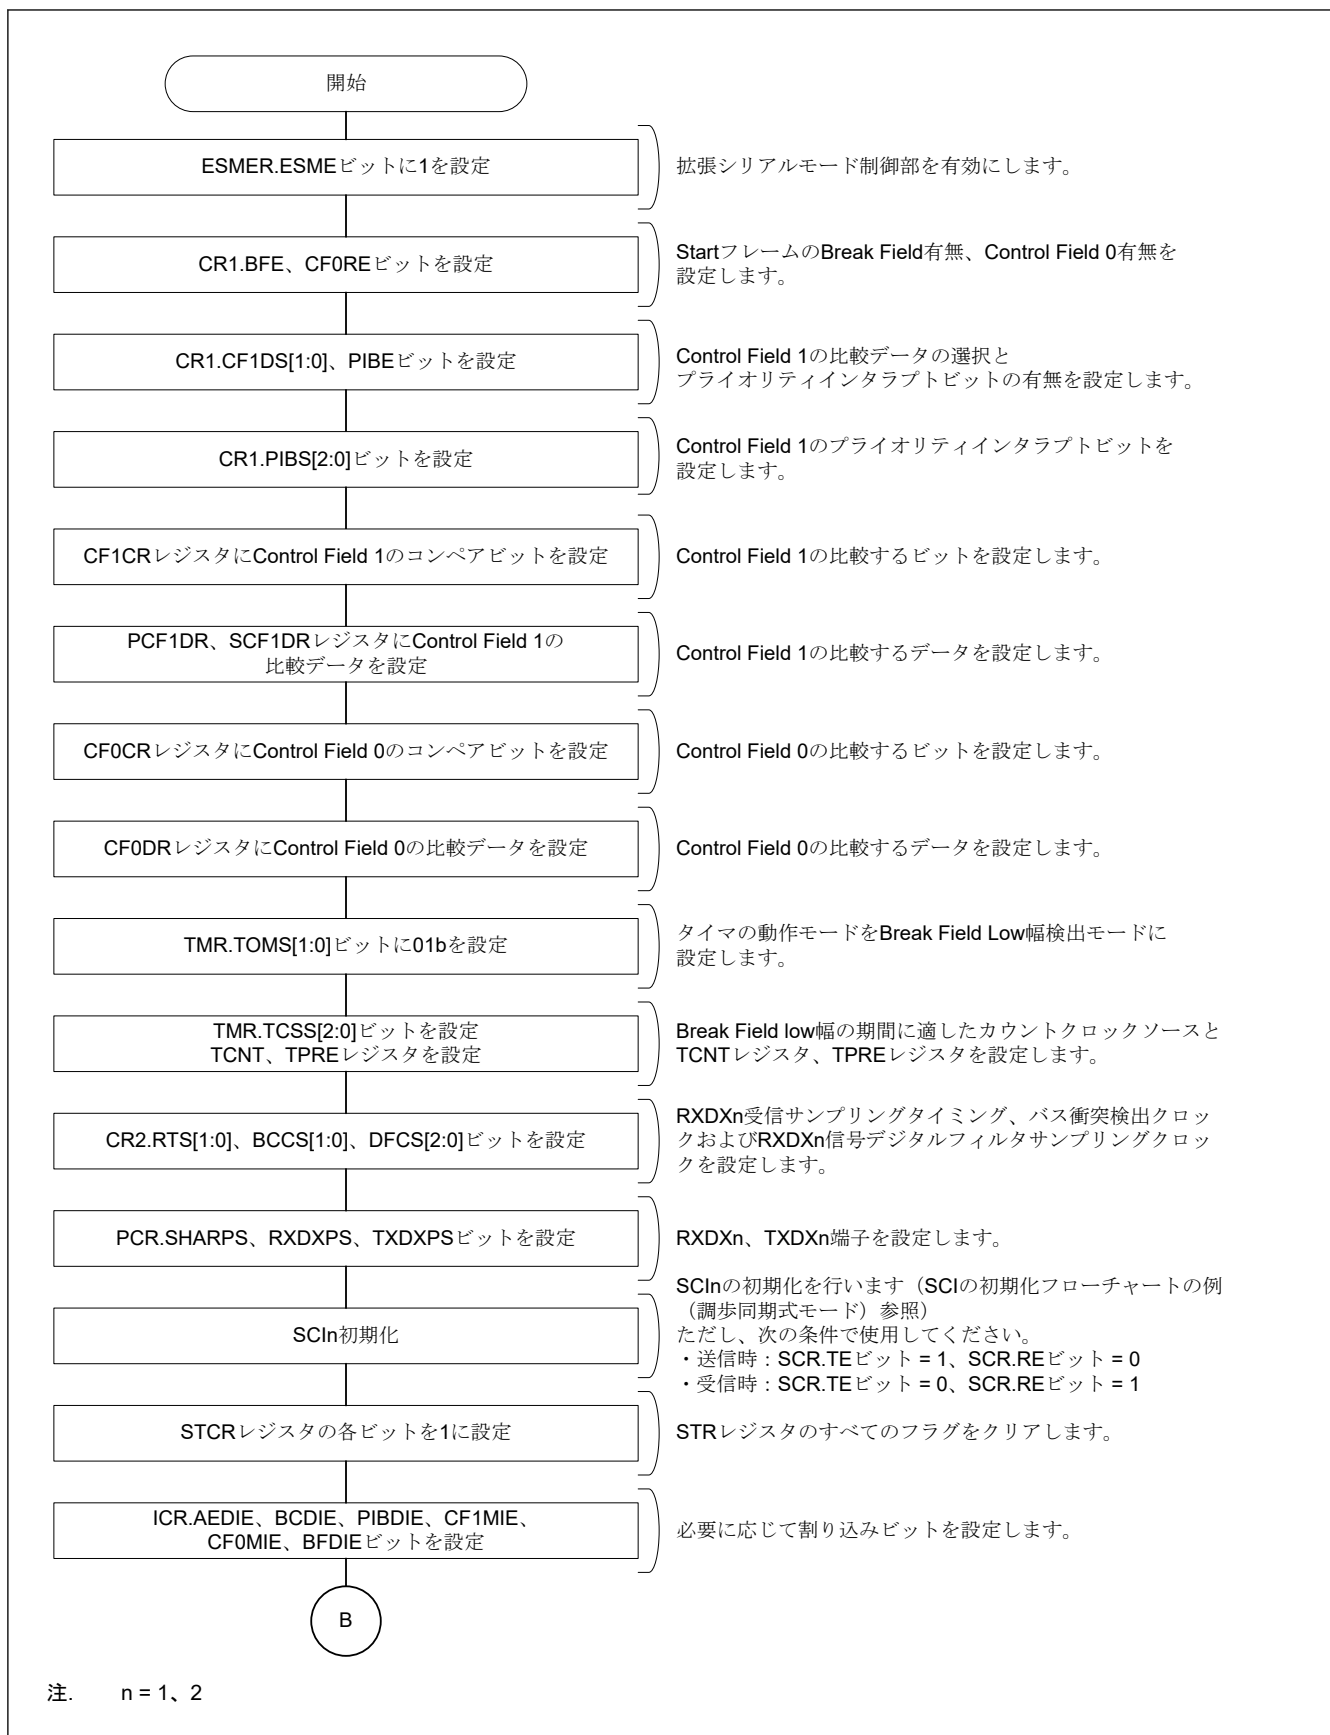 開始
ESMER.ESMEビットに1を設定
拡張シリアルモード制御部を有効にします。
CR1.BFE、CF0REビットを設定
StartフレームのBreak Field有無、Control Field 0有無を
設定します。
CR1.CF1DS[1:0]、PIBEビットを設定
Control Field 1の比較データの選択と
プライオリティインタラプトビットの有無を設定します。
CR1.PIBS[2:0]ビットを設定
Control Field 1のプライオリティインタラプトビットを
設定します。
CF1CRレジスタにControl Field 1のコンペアビットを設定
Control Field 1の比較するビットを設定します。
PCF1DR、SCF1DRレジスタにControl Field 1の
比較データを設定
Control Field 1の比較するデータを設定します。
CF0CRレジスタにControl Field 0のコンペアビットを設定
Control Field 0の比較するビットを設定します。
CF0DRレジスタにControl Field 0の比較データを設定
Control Field 0の比較するデータを設定します。
TMR.TOMS[1:0]ビットに01bを設定
タイマの動作モードをBreak Field Low幅検出モードに
設定します。
TMR.TCSS[2:0]ビットを設定
TCNT、TPREレジスタを設定
Break Field low幅の期間に適したカウントクロックソースと
TCNTレジスタ、TPREレジスタを設定します。
CR2.RTS[1:0]、BCCS[1:0]、DFCS[2:0]ビットを設定
RXDXn受信サンプリングタイミング、バス衝突検出クロッ
クおよびRXDXn信号デジタルフィルタサンプリングクロッ
クを設定します。
PCR.SHARPS、RXDXPS、TXDXPSビットを設定
RXDXn、TXDXn端子を設定します。
SCIn初期化
SCInの初期化を行います（SCIの初期化フローチャートの例
（調歩同期式モード）参照）
ただし、次の条件で使用してください。
・送信時：SCR.TEビット = 1、SCR.REビット = 0
・受信時：SCR.TEビット = 0、SCR.REビット = 1
STCRレジスタの各ビットを1に設定
STRレジスタのすべてのフラグをクリアします。
ICR.AEDIE、BCDIE、PIBDIE、CF1MIE、
CF0MIE、BFDIEビットを設定
必要に応じて割り込みビットを設定します。
B
注. n = 1、2